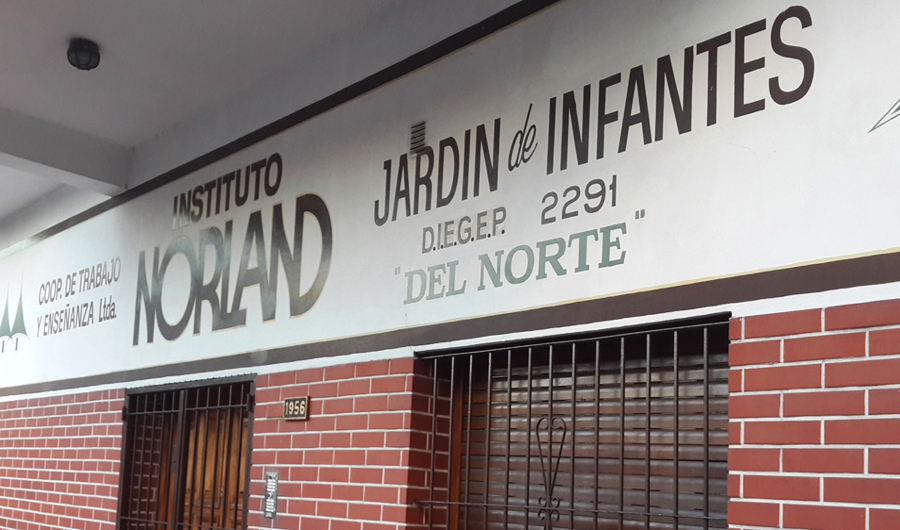 COOP. DE TRABAJO
Y ENSEÑANZA Ltda.
INSTITUTO
NORLAND
JARDIN de INFANTES
D.I.E.G.E.P. 2291
"DEL NORTE"
1956